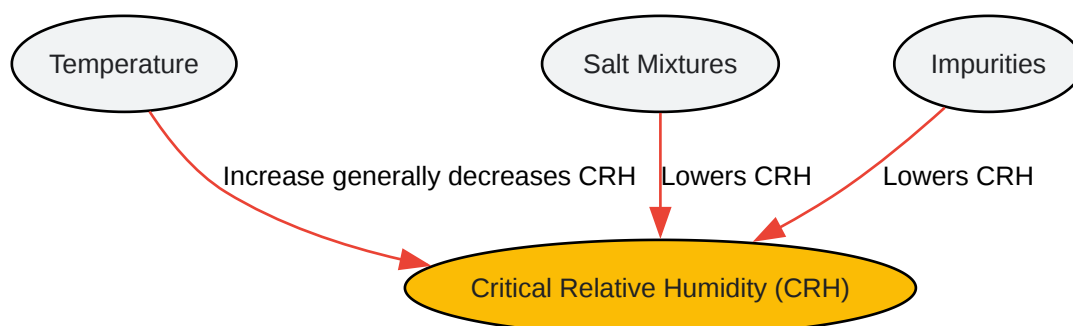 Temperature
Salt Mixtures
Impurities
Increase generally decreases CRH
Lowers CRH
Lowers CRH
Critical Relative Humidity (CRH)